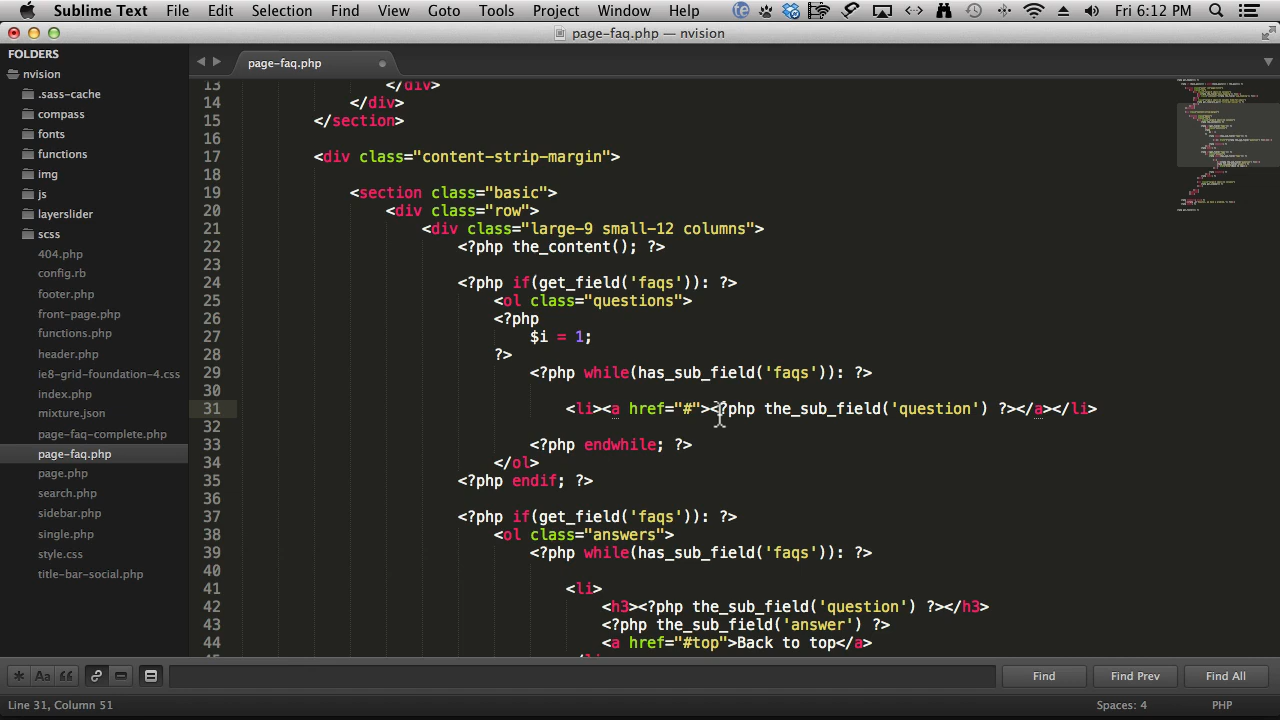 Sublime Text File Edit Selection Find View Goto Tools Project Window Help Fri 6:12 PM
page-faq.php — nvision
FOLDERS
nvision
.sass-cache
compass
fonts
functions
img
js
layerslider
scss
404.php
config.rb
footer.php
front-page.php
functions.php
header.php
ie8-grid-foundation-4.css
index.php
mixture.json
page-faq-complete.php
page-faq.php
page.php
search.php
sidebar.php
single.php
style.css
title-bar-social.php
page-faq.php
13 </div>
14 </div>
15 </section>
16
17 <div class="content-strip-margin">
18
19 <section class="basic">
20 <div class="row">
21 <div class="large-9 small-12 columns">
22 <?php the_content(); ?>
23
24 <?php if(get_field('faqs')): ?>
25 <ol class="questions">
26 <?php
27 $i = 1;
28 ?>
29 <?php while(has_sub_field('faqs')): ?>
30
31 <li><a href="#"><?php the_sub_field('question') ?></a></li>
32
33 <?php endwhile; ?>
34 </ol>
35 <?php endif; ?>
36
37 <?php if(get_field('faqs')): ?>
38 <ol class="answers">
39 <?php while(has_sub_field('faqs')): ?>
40
41 <li>
42 <h3><?php the_sub_field('question') ?></h3>
43 <?php the_sub_field('answer') ?>
44 <a href="#top">Back to top</a>
Aa
Find Find Prev Find All
Line 31, Column 51 Spaces: 4 PHP